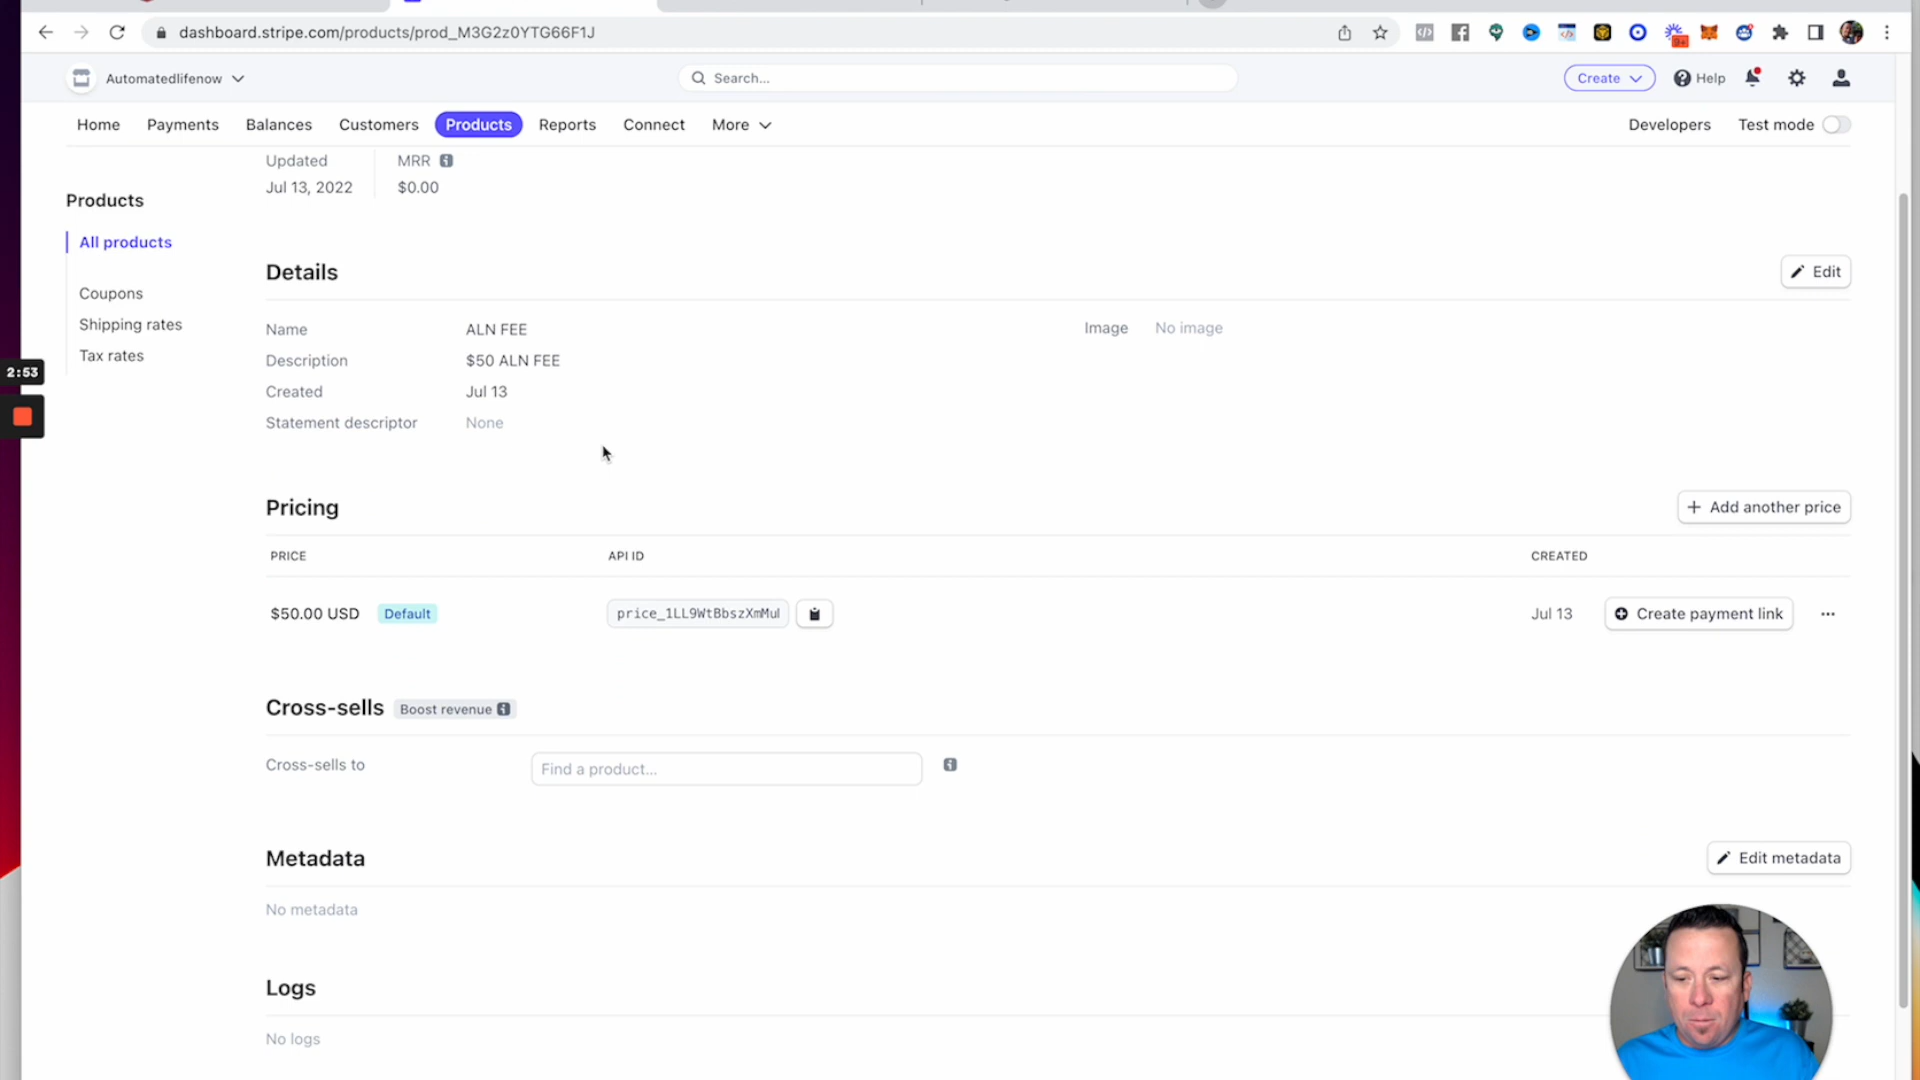 dashboard.stripe.com/products/prod_M3G2z0YTG66F1J
9+
Automatedlifenow
Search...
Create
Help
Home
Payments
Balances
Customers
Products
Reports
Connect
More
Developers
Test mode
Updated
MRR
Jul 13, 2022
$0.00
Products
All products
Coupons
Shipping rates
Tax rates
2:53
Details
Edit
Name
ALN FEE
Image
No image
Description
$50 ALN FEE
Created
Jul 13
Statement descriptor
None
Pricing
Add another price
PRICE
API ID
CREATED
$50.00 USD
Default
price_1LL9WtBbszXmMul
Jul 13
Create payment link
Cross-sells
Boost revenue
Cross-sells to
Find a product...
Metadata
Edit metadata
No metadata
Logs
No logs